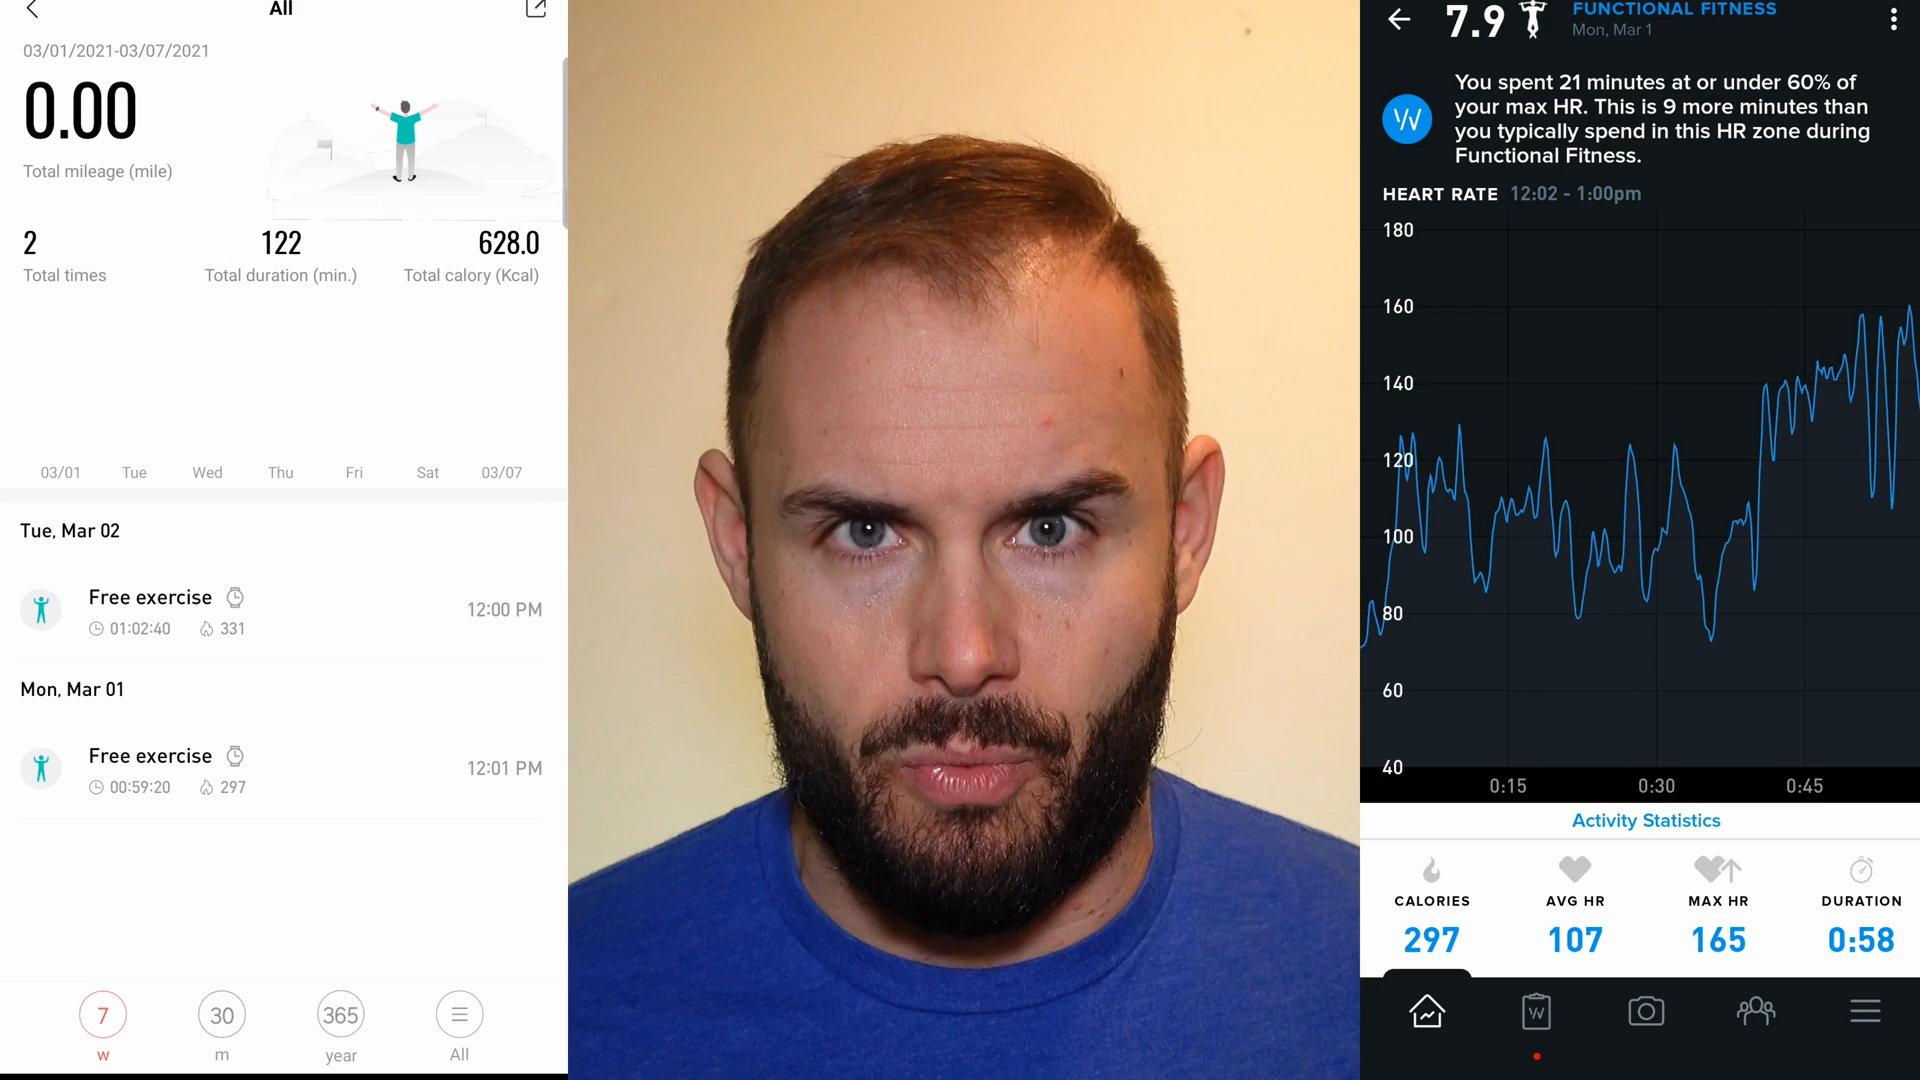 All
03/01/2021-03/07/2021
0.00
Total mileage (mile)
2 122 628.0
Total times Total duration (min.) Total calory (Kcal)
03/01 Tue Wed Thu Fri Sat 03/07
Tue, Mar 02
Free exercise
12:00 PM
01:02:40 331
Mon, Mar 01
Free exercise
12:01 PM
00:59:20 297
7 30 365
w m year All
7.9
FUNCTIONAL FITNESS
Mon, Mar 1
You spent 21 minutes at or under 60% of
your max HR. This is 9 more minutes than
you typically spend in this HR zone during
Functional Fitness.
HEART RATE 12:02 - 1:00pm
180
160
140
120
100
80
60
40
0:15 0:30 0:45
Activity Statistics
CALORIES AVG HR MAX HR DURATION
297 107 165 0:58
W